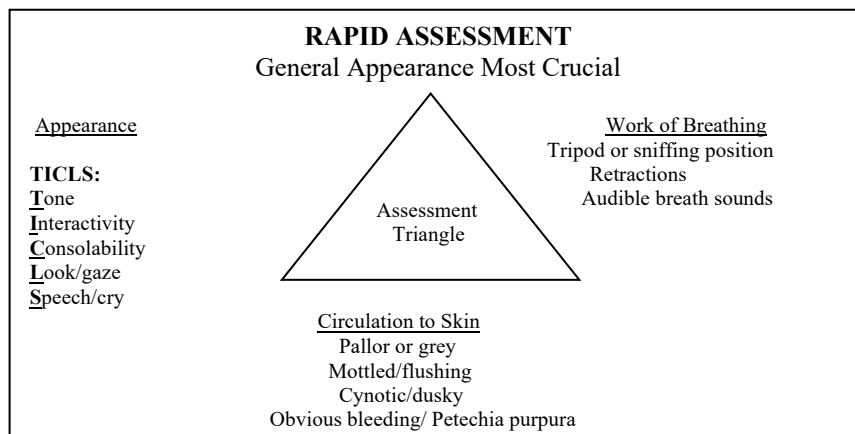 RAPID ASSESSMENT
General Appearance Most Crucial
Appearance
TICLS:
Tone
Interactivity
Consolability
Look/gaze
Speech/cry
Work of Breathing
Tripod or sniffing position
Retractions
Audible breath sounds
Assessment
Triangle
Circulation to Skin
Pallor or grey
Mottled/flushing
Cynotic/dusky
Obvious bleeding/ Petechia purpura